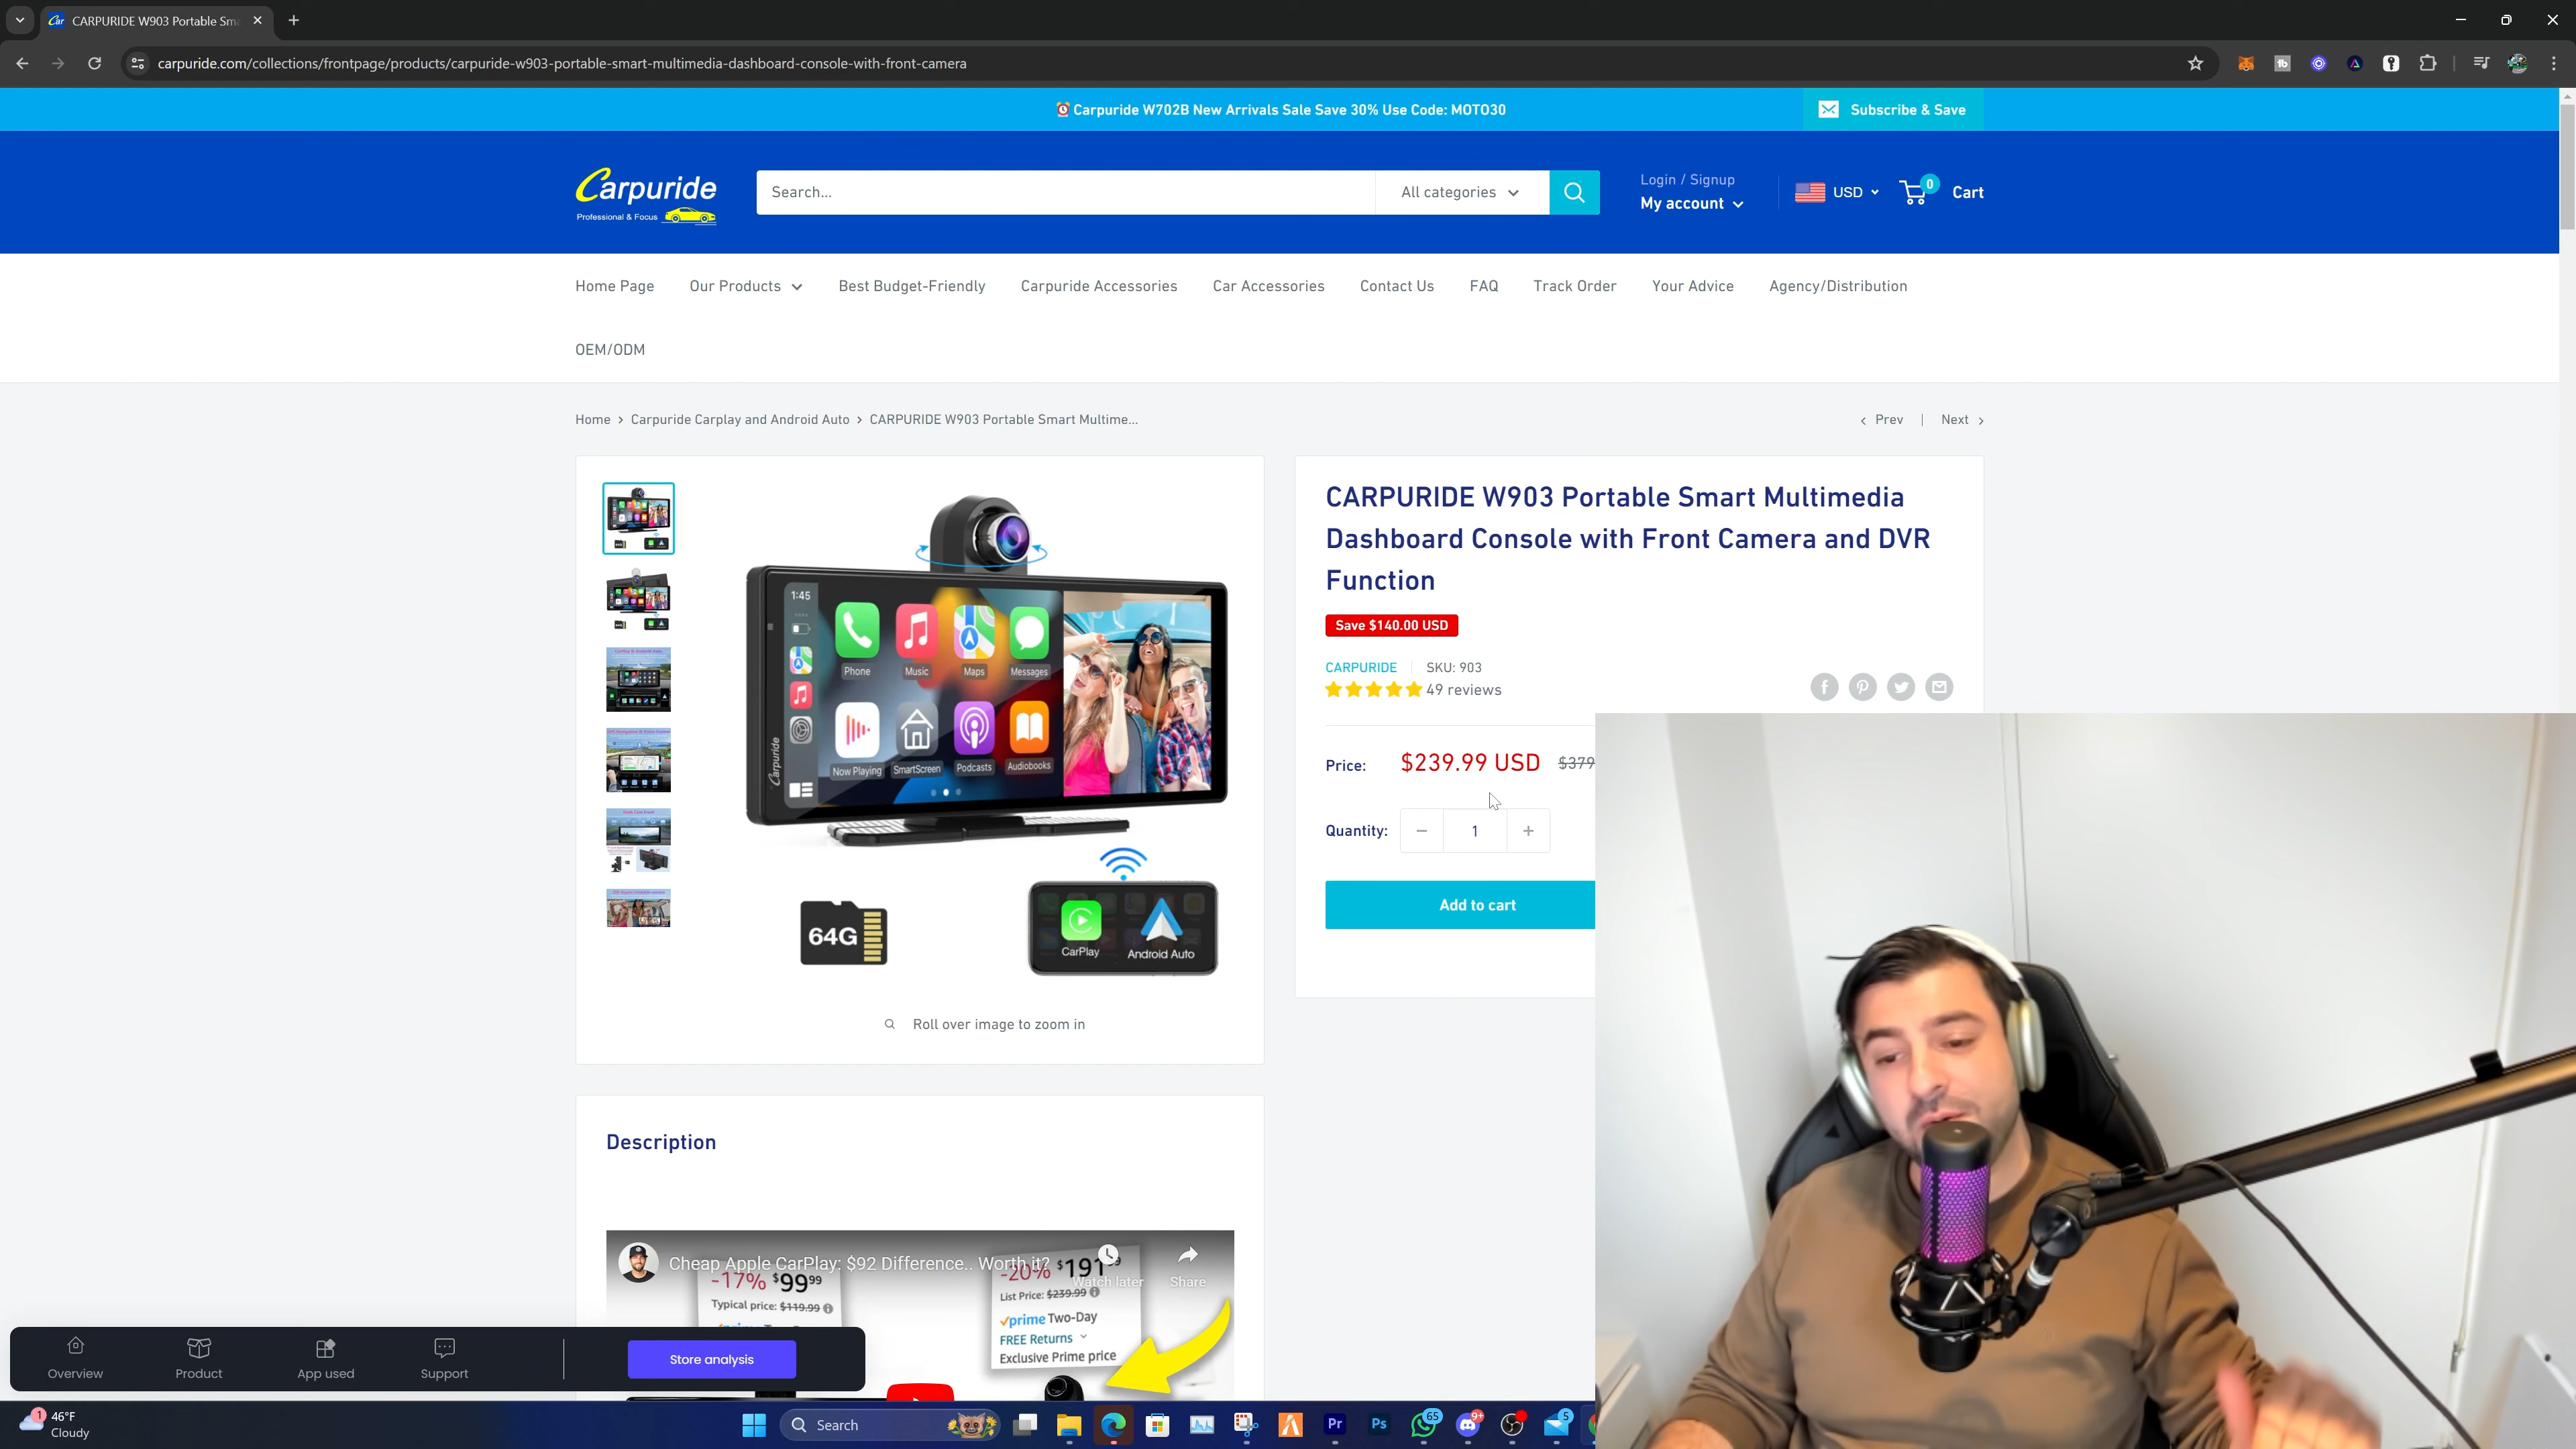 CARPURIDE W903 Portable Sm
carpuride.com/collections/frontpage/products/carpuride-w903-portable-smart-multimedia-dashboard-console-with-front-camera
Carpuride W702B New Arrivals Sale Save 30% Use Code: MOTO30
Subscribe & Save
Carpuride
Professional & Focus
Search...
All categories
Login / Signup
My account
USD
0
Cart
Home Page
Our Products
Best Budget-Friendly
Carpuride Accessories
Car Accessories
Contact Us
FAQ
Track Order
Your Advice
Agency/Distribution
OEM/ODM
Home > Carpuride Carplay and Android Auto > CARPURIDE W903 Portable Smart Multime...
Prev | Next
1:45
Phone
Music
Maps
Messages
Now Playing
SmartScreen
Podcasts
Audiobooks
Carpuride
64G
CarPlay
Android Auto
Roll over image to zoom in
CARPURIDE W903 Portable Smart Multimedia
Dashboard Console with Front Camera and DVR
Function
Save $140.00 USD
CARPURIDE
SKU: 903
49 reviews
Price:
$239.99 USD
$379
Quantity:
− 1 +
Add to cart
Description
Cheap Apple CarPlay: $92 Difference.. Worth it?
Watch later
Share
-17% $99.99
Typical price: $119.99
-20% $191
List Price: $239.99
prime Two-Day
FREE Returns
Exclusive Prime price
Overview
Product
App used
Support
Store analysis
1
46°F
Cloudy
Search
Pr
Ps
65
9+
5